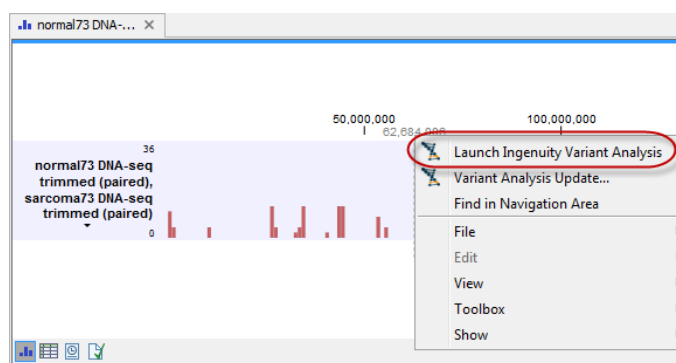 normal73 DNA-... ×
50,000,000
100,000,000
62,684,996
36
normal73 DNA-seq
trimmed (paired),
sarcoma73 DNA-seq
trimmed (paired)
0
Launch Ingenuity Variant Analysis
Variant Analysis Update...
Find in Navigation Area
File
Edit
View
Toolbox
Show